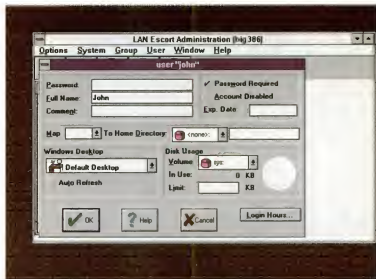 LAN Escort Administration (hig386)
Options System Group User Window Help
user "john"
Password:
✓ Password Required
Full Name: John
Account Disabled
Comment:
Exp. Date
Map To Home Directory: <none>:
Windows Desktop
Disk Usage
Default Desktop
Volume sys:
Auto Refresh
In Use: 0 KB
Limit: KB
OK
Help
Cancel
Login Hours...